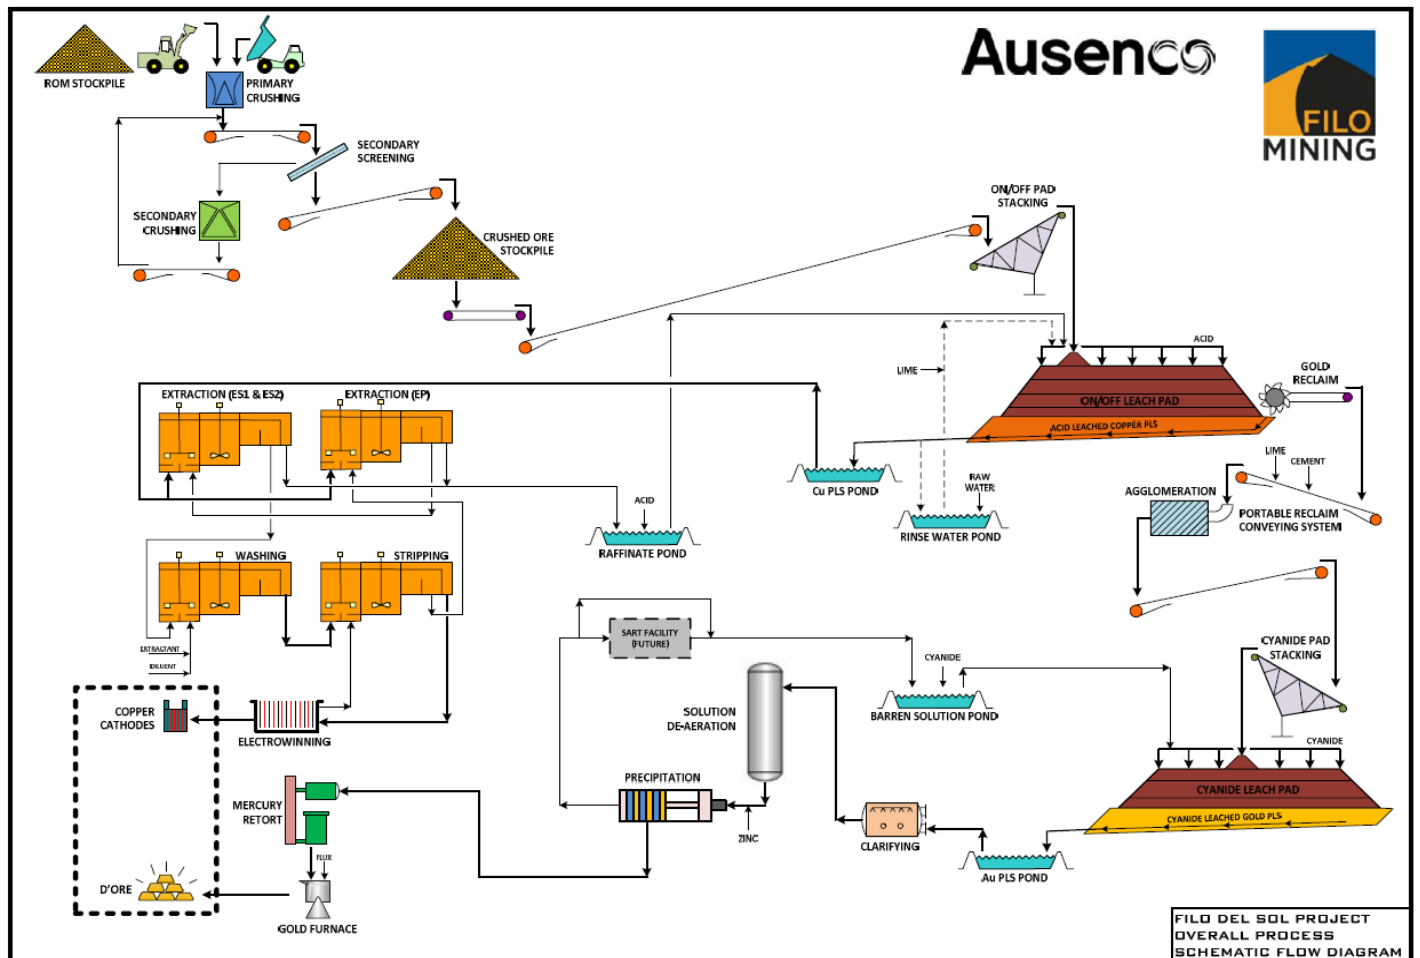 Ausenco
FILO
MINING
ROM STOCKPILE
PRIMARY
CRUSHING
SECONDARY
SCREENING
SECONDARY
CRUSHING
CRUSHED ORE
STOCKPILE
ON/OFF PAD
STACKING
ACID
LIME
ON/OFF LEACH PAD
ACID LEACHED COPPER PLS
GOLD
RECLAIM
EXTRACTION (ES1 & ES2)
EXTRACTION (EP)
Cu PLS POND
RAW
WATER
RINSE WATER POND
ACID
RAFFINATE POND
LIME
CEMENT
AGGLOMERATION
PORTABLE RECLAIM
CONVEYING SYSTEM
WASHING
STRIPPING
EXTRACTANT
DILUENT
SART FACILITY
(FUTURE)
CYANIDE
BARREN SOLUTION POND
CYANIDE PAD
STACKING
COPPER
CATHODES
ELECTROWINNING
SOLUTION
DE-AERATION
CYANIDE
CYANIDE LEACH PAD
CYANIDE LEACHED GOLD PLS
PRECIPITATION
ZINC
CLARIFYING
Au PLS POND
MERCURY
RETORT
FLUX
D'ORE
GOLD FURNACE
FILO DEL SOL PROJECT
OVERALL PROCESS
SCHEMATIC FLOW DIAGRAM